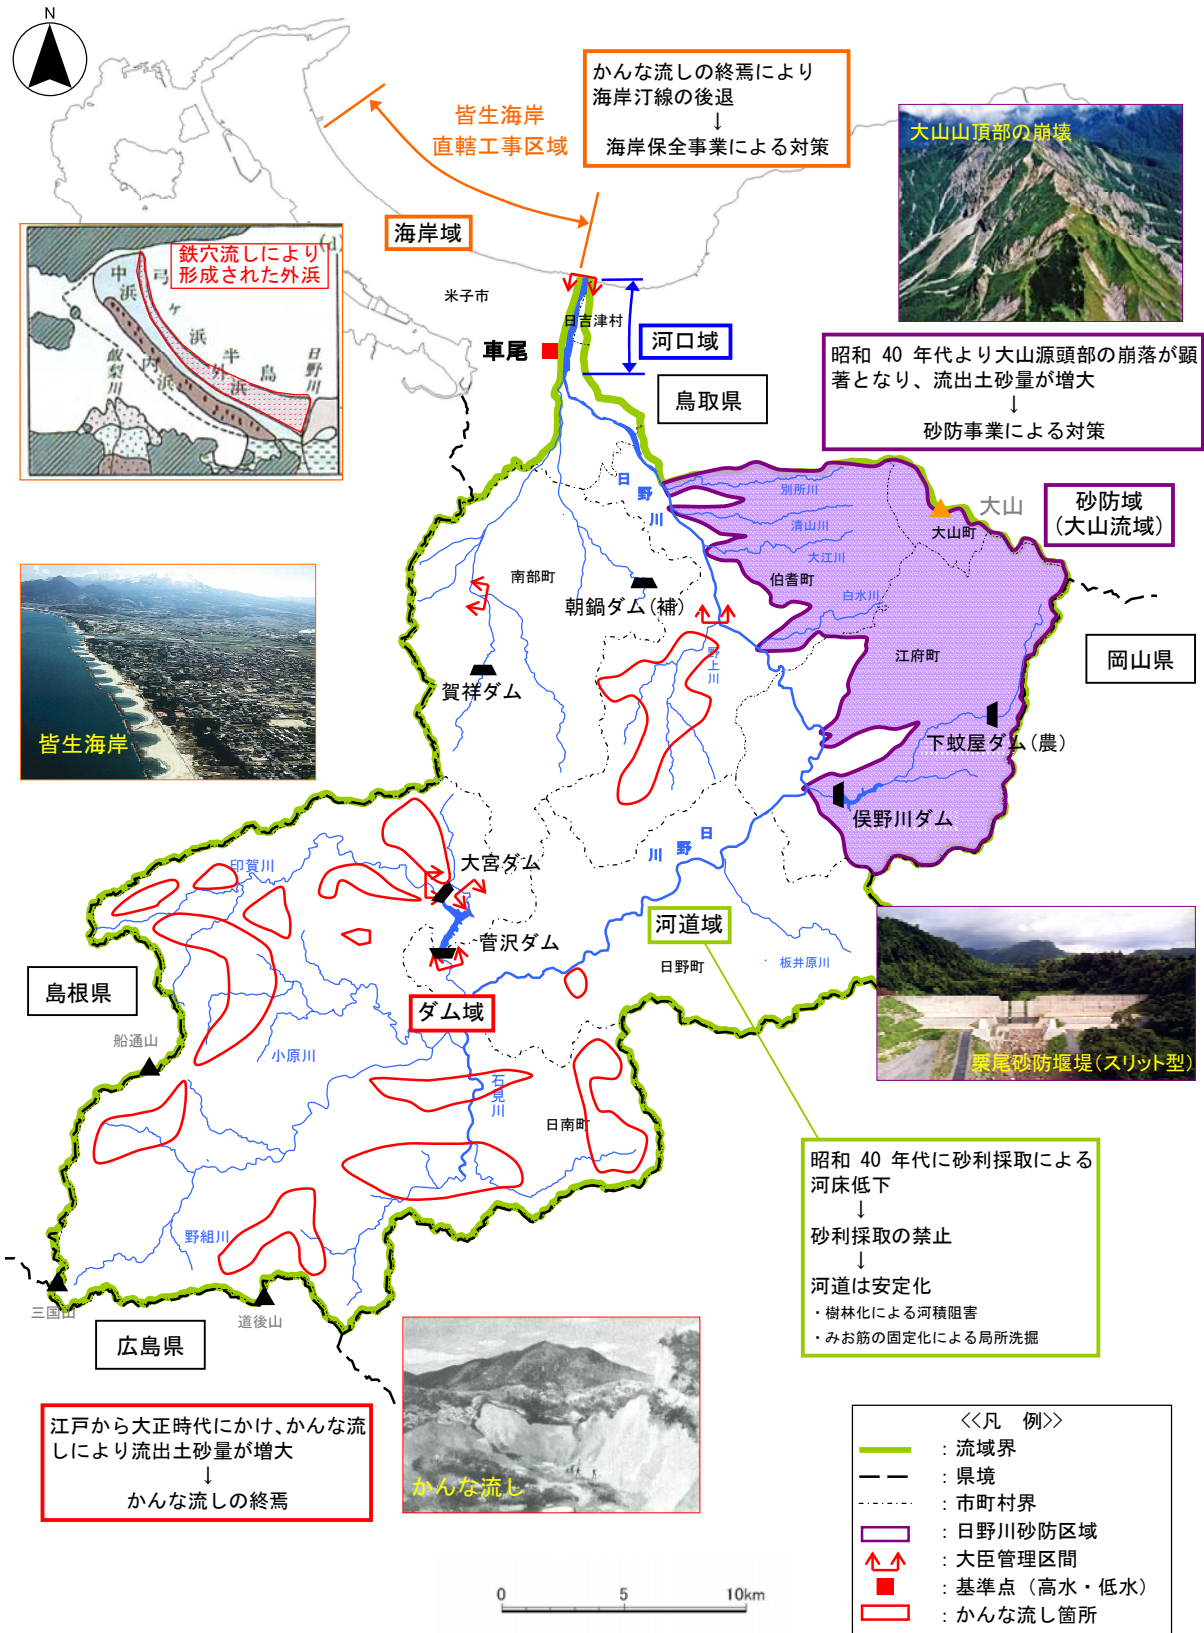 N
かんな流しの終焉により
海岸汀線の後退
↓
海岸保全事業による対策
皆生海岸
直轄工事区域
大山山頂部の崩壊
海岸域
鉄穴流しにより
形成された外浜
(d)
中浜
弓ヶ浜半島
内浜
外浜
飯梨川
日野川
米子市
日吉津村
車尾
河口域
鳥取県
昭和 40 年代より大山源頭部の崩落が顕
著となり、流出土砂量が増大
↓
砂防事業による対策
日野川
別所川
清山川
大江川
白水川
大山
大山町
砂防域
(大山流域)
南部町
伯耆町
朝鍋ダム(補)
江府町
岡山県
野上川
賀祥ダム
皆生海岸
下蚊屋ダム(農)
俣野川ダム
日野川
印賀川
大宮ダム
菅沢ダム
河道域
日野町
板井原川
島根県
ダム域
船通山
小原川
石見川
日南町
栗尾砂防堰堤(スリット型)
昭和 40 年代に砂利採取による
河床低下
↓
砂利採取の禁止
↓
河道は安定化
・樹林化による河積阻害
・みお筋の固定化による局所洗掘
野組川
三国山
道後山
広島県
江戸から大正時代にかけ、かんな流
しにより流出土砂量が増大
↓
かんな流しの終焉
かんな流し
≪凡 例≫
：流域界
：県境
：市町村界
：日野川砂防区域
：大臣管理区間
：基準点（高水・低水）
：かんな流し箇所
0 5 10km